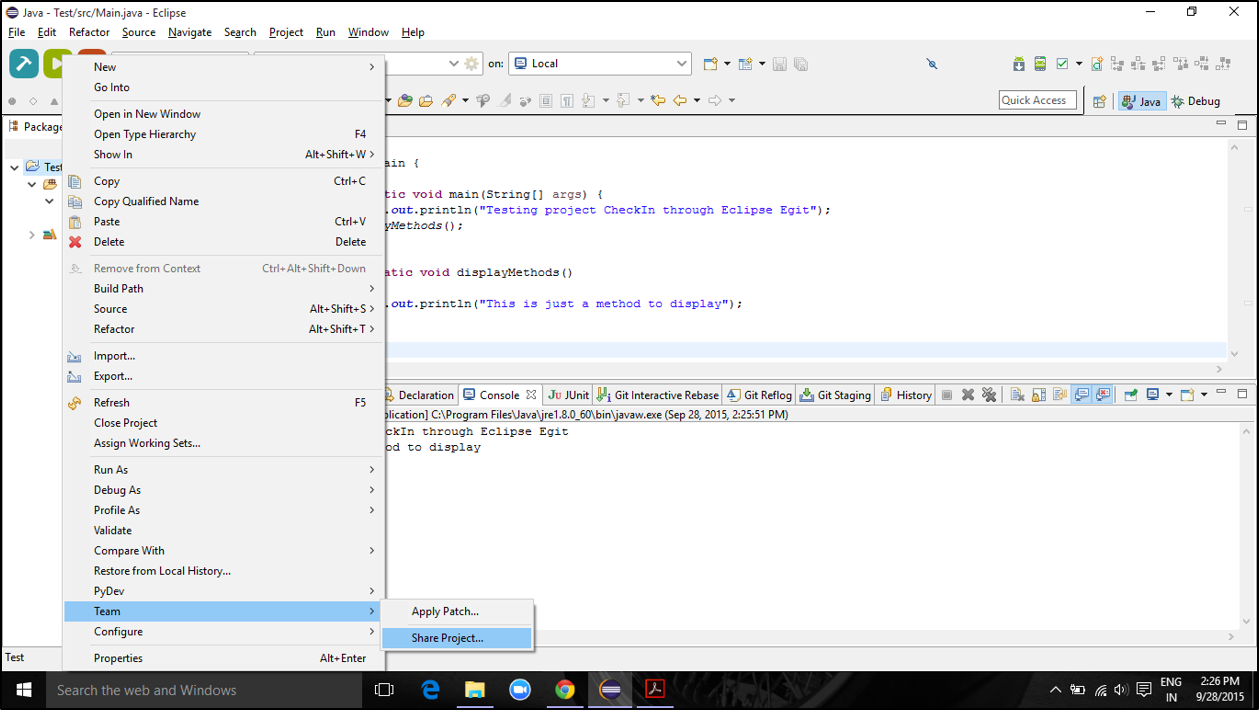 Java - Test/src/Main.java - Eclipse
File Edit Refactor Source Navigate Search Project Run Window Help
on: Local
Quick Access Java Debug
Package
Test
New
Go Into
Open in New Window
Open Type Hierarchy F4
Show In Alt+Shift+W
Copy Ctrl+C
Copy Qualified Name
Paste Ctrl+V
Delete Delete
Remove from Context Ctrl+Alt+Shift+Down
Build Path
Source Alt+Shift+S
Refactor Alt+Shift+T
Import...
Export...
Refresh F5
Close Project
Assign Working Sets...
Run As
Debug As
Profile As
Validate
Compare With
Restore from Local History...
PyDev
Team
Configure
Properties Alt+Enter
Apply Patch...
Share Project...
ain {
tic void main(String[] args) {
.out.println("Testing project CheckIn through Eclipse Egit");
yMethods();
atic void displayMethods()
.out.println("This is just a method to display");
Declaration Console JUnit Git Interactive Rebase Git Reflog Git Staging History
plication] C:\Program Files\Java\jre1.8.0_60\bin\javaw.exe (Sep 28, 2015, 2:25:51 PM)
ckIn through Eclipse Egit
od to display
Test
Search the web and Windows
ENG
IN
2:26 PM
9/28/2015